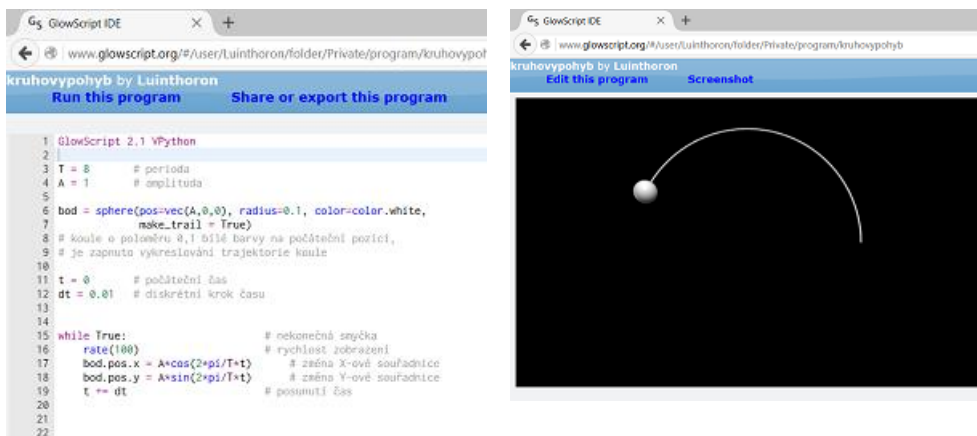 GS GlowScript IDE × +
www.glowscript.org/#/user/Luinthoron/folder/Private/program/kruhovypoh
kruhovypohyb by Luinthoron
Run this program Share or export this program
1 GlowScript 2.1 VPython
2
3 T = 8 # perioda
4 A = 1 # amplituda
5
6 bod = sphere(pos=vec(A,0,0), radius=0.1, color=color.white,
7 make_trail = True)
8 # koule o poloměru 0,1 bílé barvy na počáteční pozici,
9 # je zapnuto vykreslování trajektorie koule
10
11 t = 0 # počáteční čas
12 dt = 0.01 # diskrétní krok času
13
14
15 while True: # nekonečná smyčka
16 rate(100) # rychlost zobrazení
17 bod.pos.x = A*cos(2*pi/T*t) # změna X-ové souřadnice
18 bod.pos.y = A*sin(2*pi/T*t) # změna Y-ové souřadnice
19 t += dt # posunutí čas
20
21
22
GS GlowScript IDE × +
www.glowscript.org/#/user/Luinthoron/folder/Private/program/kruhovypohyb
kruhovypohyb by Luinthoron
Edit this program Screenshot